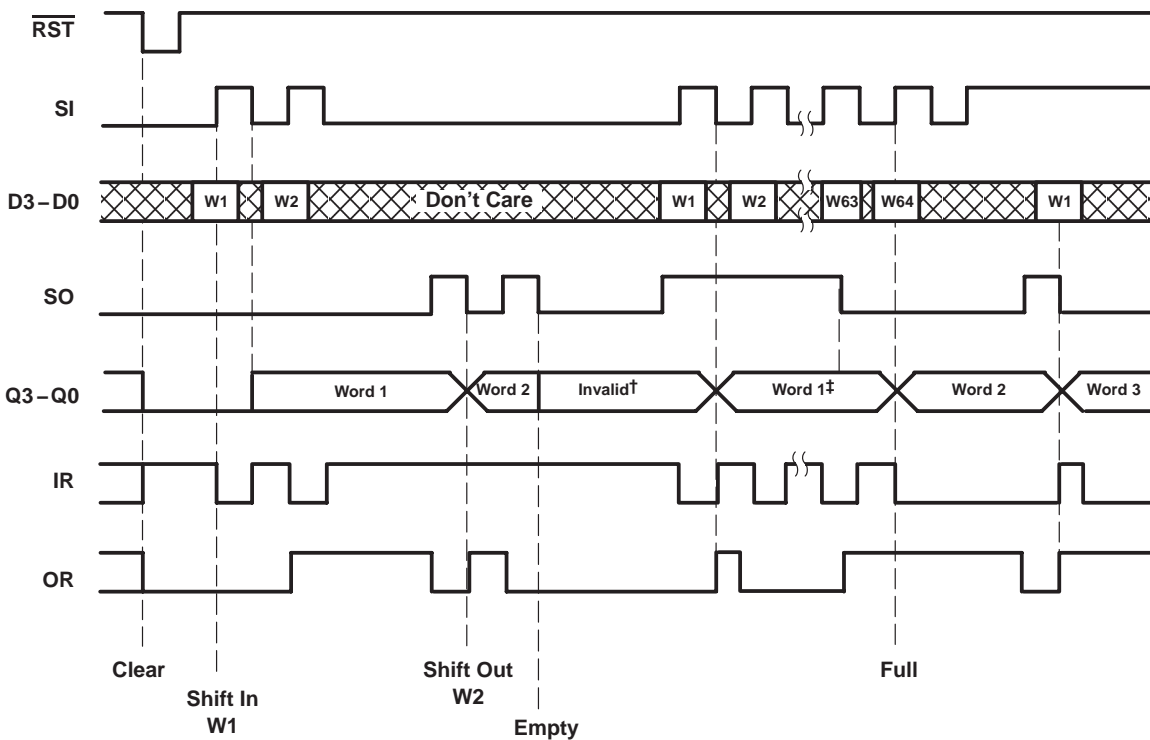 RST
SI
D3–D0 W1 W2 Don't Care W1 W2 W63 W64 W1
SO
Q3–Q0 Word 1 Word 2 Invalid† Word 1‡ Word 2 Word 3
IR
OR
Clear
Shift In
W1
Shift Out
W2
Empty
Full